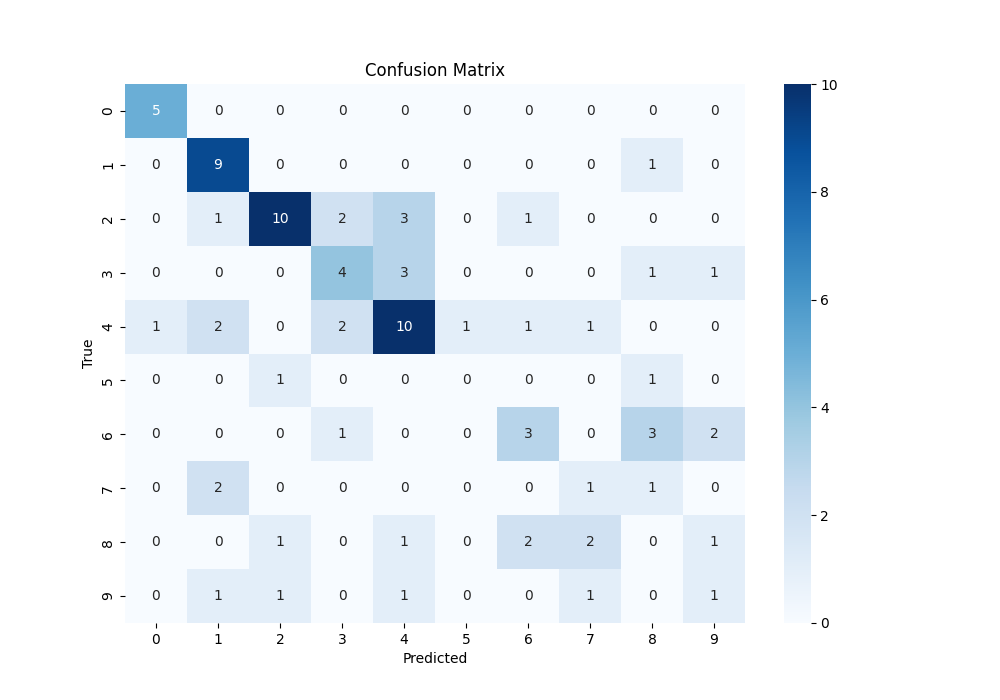 Confusion Matrix
0 5 0 0 0 0 0 0 0 0 0
1 0 9 0 0 0 0 0 0 1 0
2 0 1 10 2 3 0 1 0 0 0
3 0 0 0 4 3 0 0 0 1 1
4 1 2 0 2 10 1 1 1 0 0
5 0 0 1 0 0 0 0 0 1 0
6 0 0 0 1 0 0 3 0 3 2
7 0 2 0 0 0 0 0 1 1 0
8 0 0 1 0 1 0 2 2 0 1
9 0 1 1 0 1 0 0 1 0 1
0 1 2 3 4 5 6 7 8 9
Predicted
True
10
8
6
4
2
0